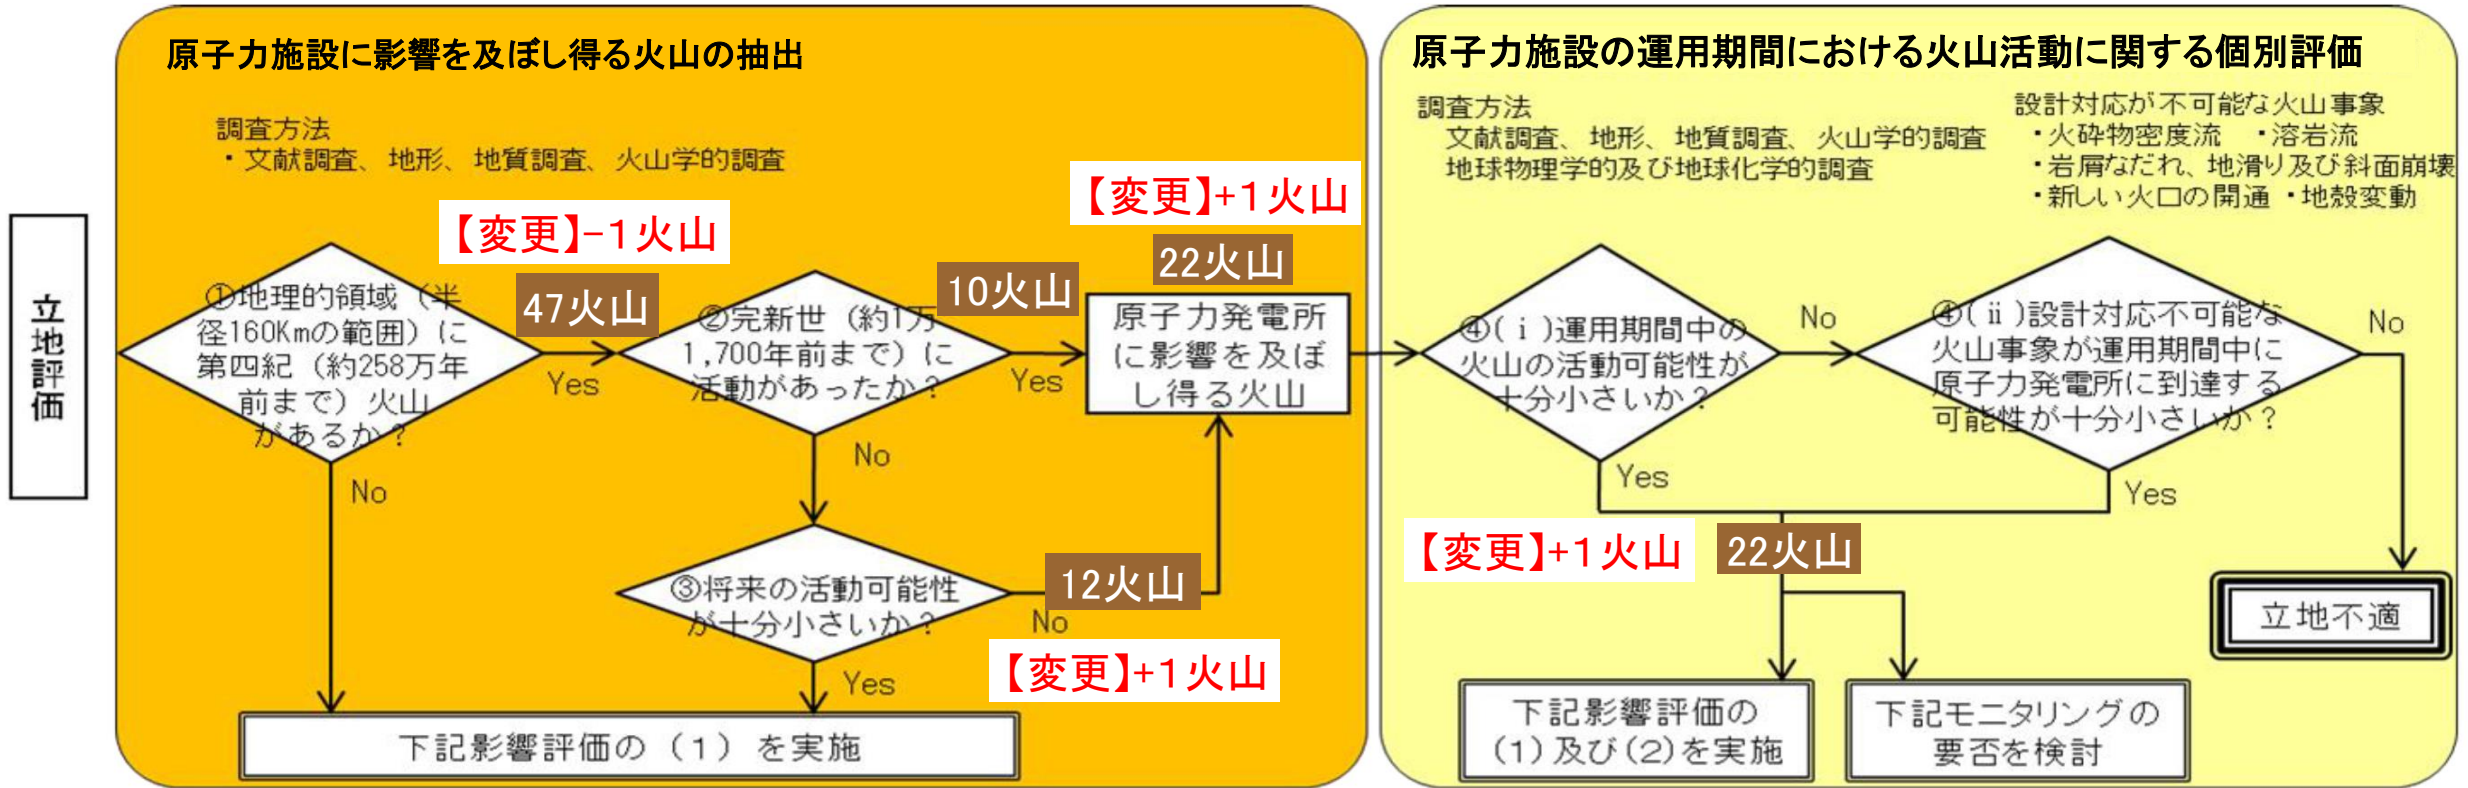 立地評価
原子力施設に影響を及ぼし得る火山の抽出
調査方法
・文献調査、地形、地質調査、火山学的調査
【変更】-1火山
47火山
①地理的領域（半
径160Kmの範囲）に
第四紀（約258万年
前まで）火山
があるか？
Yes
No
②完新世（約1万
1,700年前まで）に
活動があったか？
10火山
Yes
No
③将来の活動可能性
が十分小さいか？
12火山
No
【変更】+1火山
Yes
下記影響評価の（1）を実施
【変更】+1火山
22火山
原子力発電所
に影響を及ぼ
し得る火山
原子力施設の運用期間における火山活動に関する個別評価
調査方法
文献調査、地形、地質調査、火山学的調査
地球物理学的及び地球化学的調査
設計対応が不可能な火山事象
・火砕物密度流 ・溶岩流
・岩屑なだれ、地滑り及び斜面崩壊
・新しい火口の開通 ・地殻変動
④(ⅰ)運用期間中の
火山の活動可能性が
十分小さいか？
No
Yes
④(ⅱ)設計対応不可能な
火山事象が運用期間中に
原子力発電所に到達する
可能性が十分小さいか？
No
Yes
【変更】+1火山
22火山
立地不適
下記影響評価の
(1)及び(2)を実施
下記モニタリングの
要否を検討